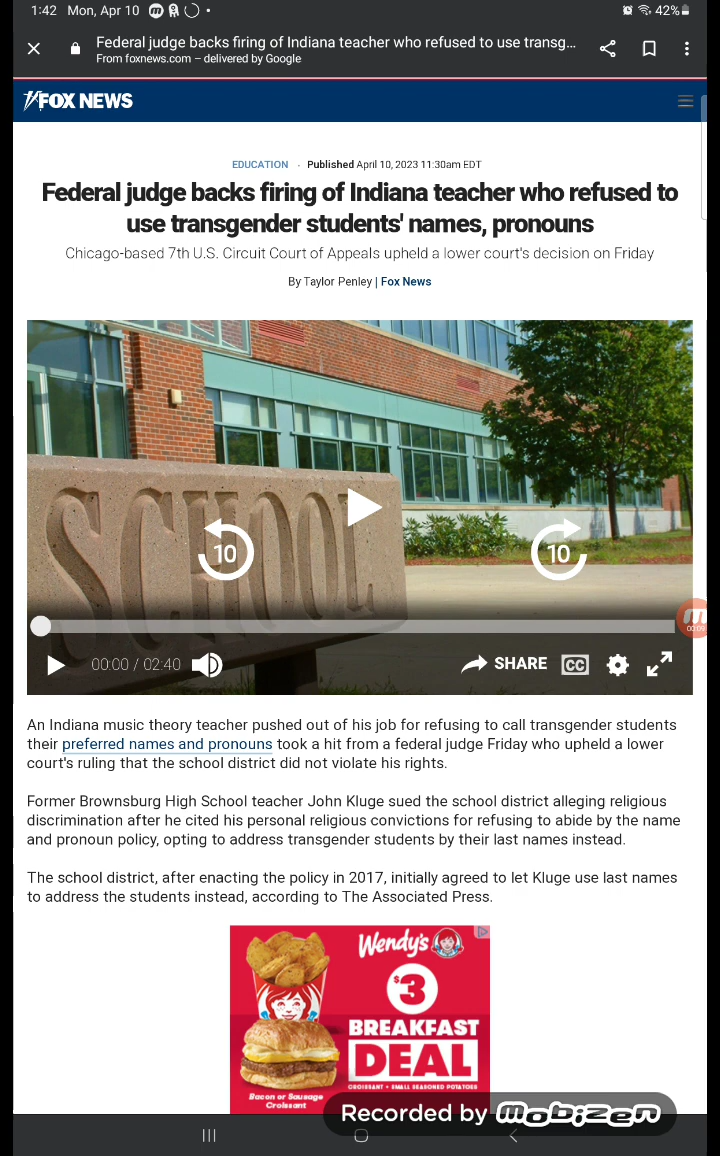 1:42 Mon, Apr 10
42%
Federal judge backs firing of Indiana teacher who refused to use transg...
From foxnews.com – delivered by Google
FOX NEWS
EDUCATION · Published April 10, 2023 11:30am EDT
Federal judge backs firing of Indiana teacher who refused to
use transgender students' names, pronouns
Chicago-based 7th U.S. Circuit Court of Appeals upheld a lower court's decision on Friday
By Taylor Penley | Fox News
SCHOOL
10
10
00:09
00:00 / 02:40
SHARE
CC
An Indiana music theory teacher pushed out of his job for refusing to call transgender students
their preferred names and pronouns took a hit from a federal judge Friday who upheld a lower
court's ruling that the school district did not violate his rights.
Former Brownsburg High School teacher John Kluge sued the school district alleging religious
discrimination after he cited his personal religious convictions for refusing to abide by the name
and pronoun policy, opting to address transgender students by their last names instead.
The school district, after enacting the policy in 2017, initially agreed to let Kluge use last names
to address the students instead, according to The Associated Press.
Wendy's
$3
BREAKFAST
DEAL
CROISSANT + SMALL SEASONED POTATOES
Bacon or Sausage
Croissant
Recorded by mobizen